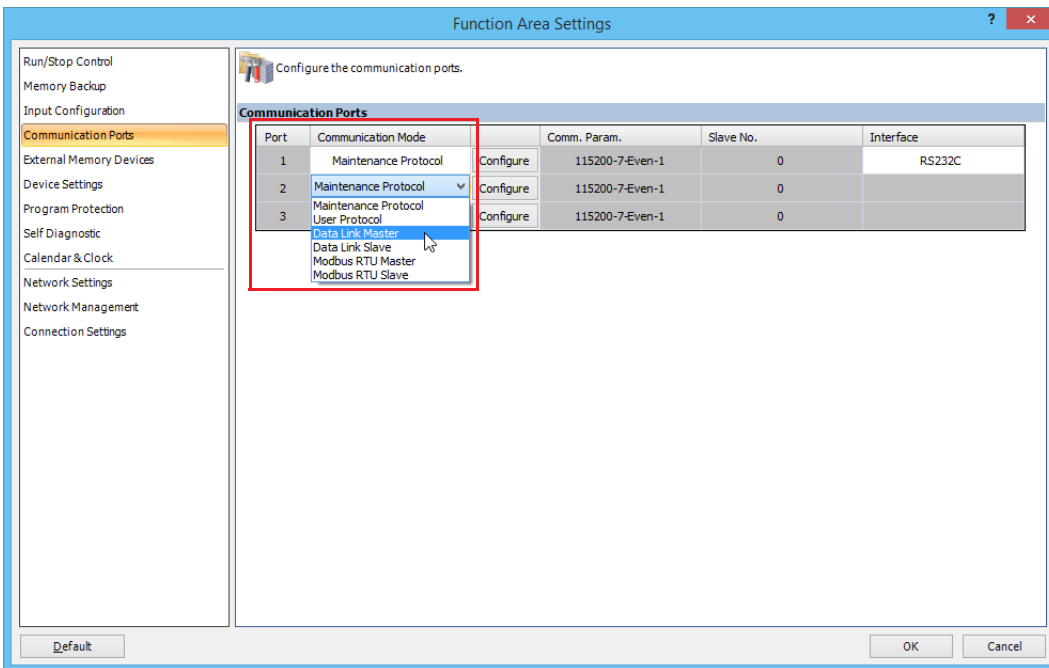 Function Area Settings
?
Run/Stop Control
Memory Backup
Input Configuration
Communication Ports
External Memory Devices
Device Settings
Program Protection
Self Diagnostic
Calendar & Clock
Network Settings
Network Management
Connection Settings
Configure the communication ports.
Communication Ports
Port Communication Mode Comm. Param. Slave No. Interface
1 Maintenance Protocol Configure 115200-7-Even-1 0 RS232C
2 Maintenance Protocol Configure 115200-7-Even-1 0
3 Configure 115200-7-Even-1 0
Maintenance Protocol
User Protocol
Data Link Master
Data Link Slave
Modbus RTU Master
Modbus RTU Slave
Default OK Cancel